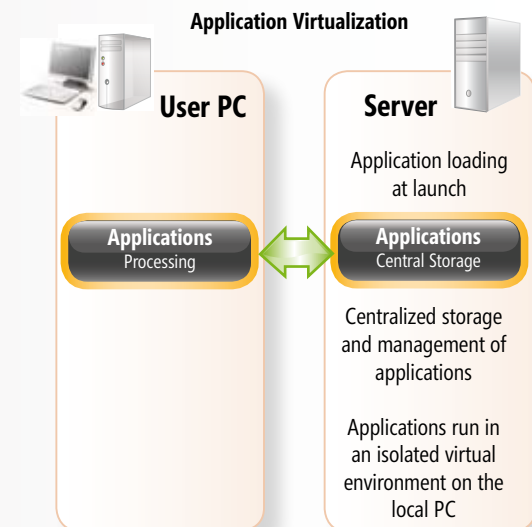 Application Virtualization
User PC
Applications
Processing
Server
Application loading
at launch
Applications
Central Storage
Centralized storage
and management of
applications
Applications run in
an isolated virtual
environment on the
local PC